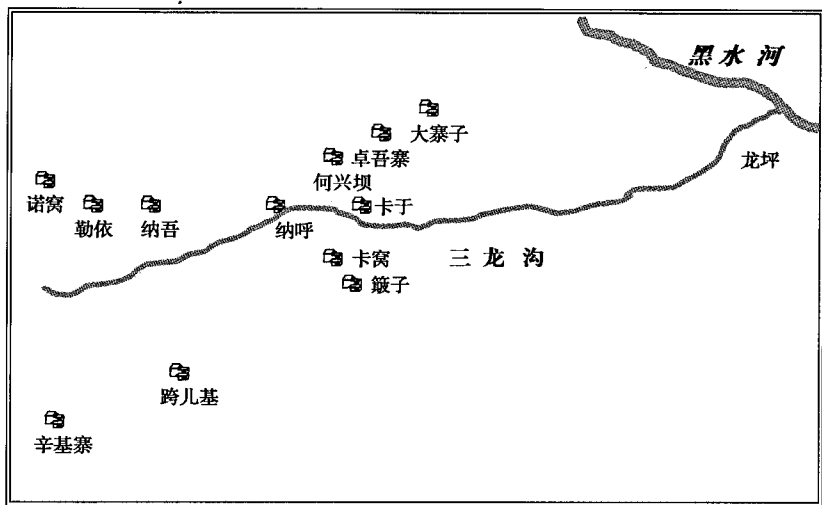 黑水河
大寨子
卓吾寨
龙坪
何兴坝
诺窝
勒依
纳吾
纳呼
卡于
卡窝
三龙沟
簸子
跨儿基
辛基寨